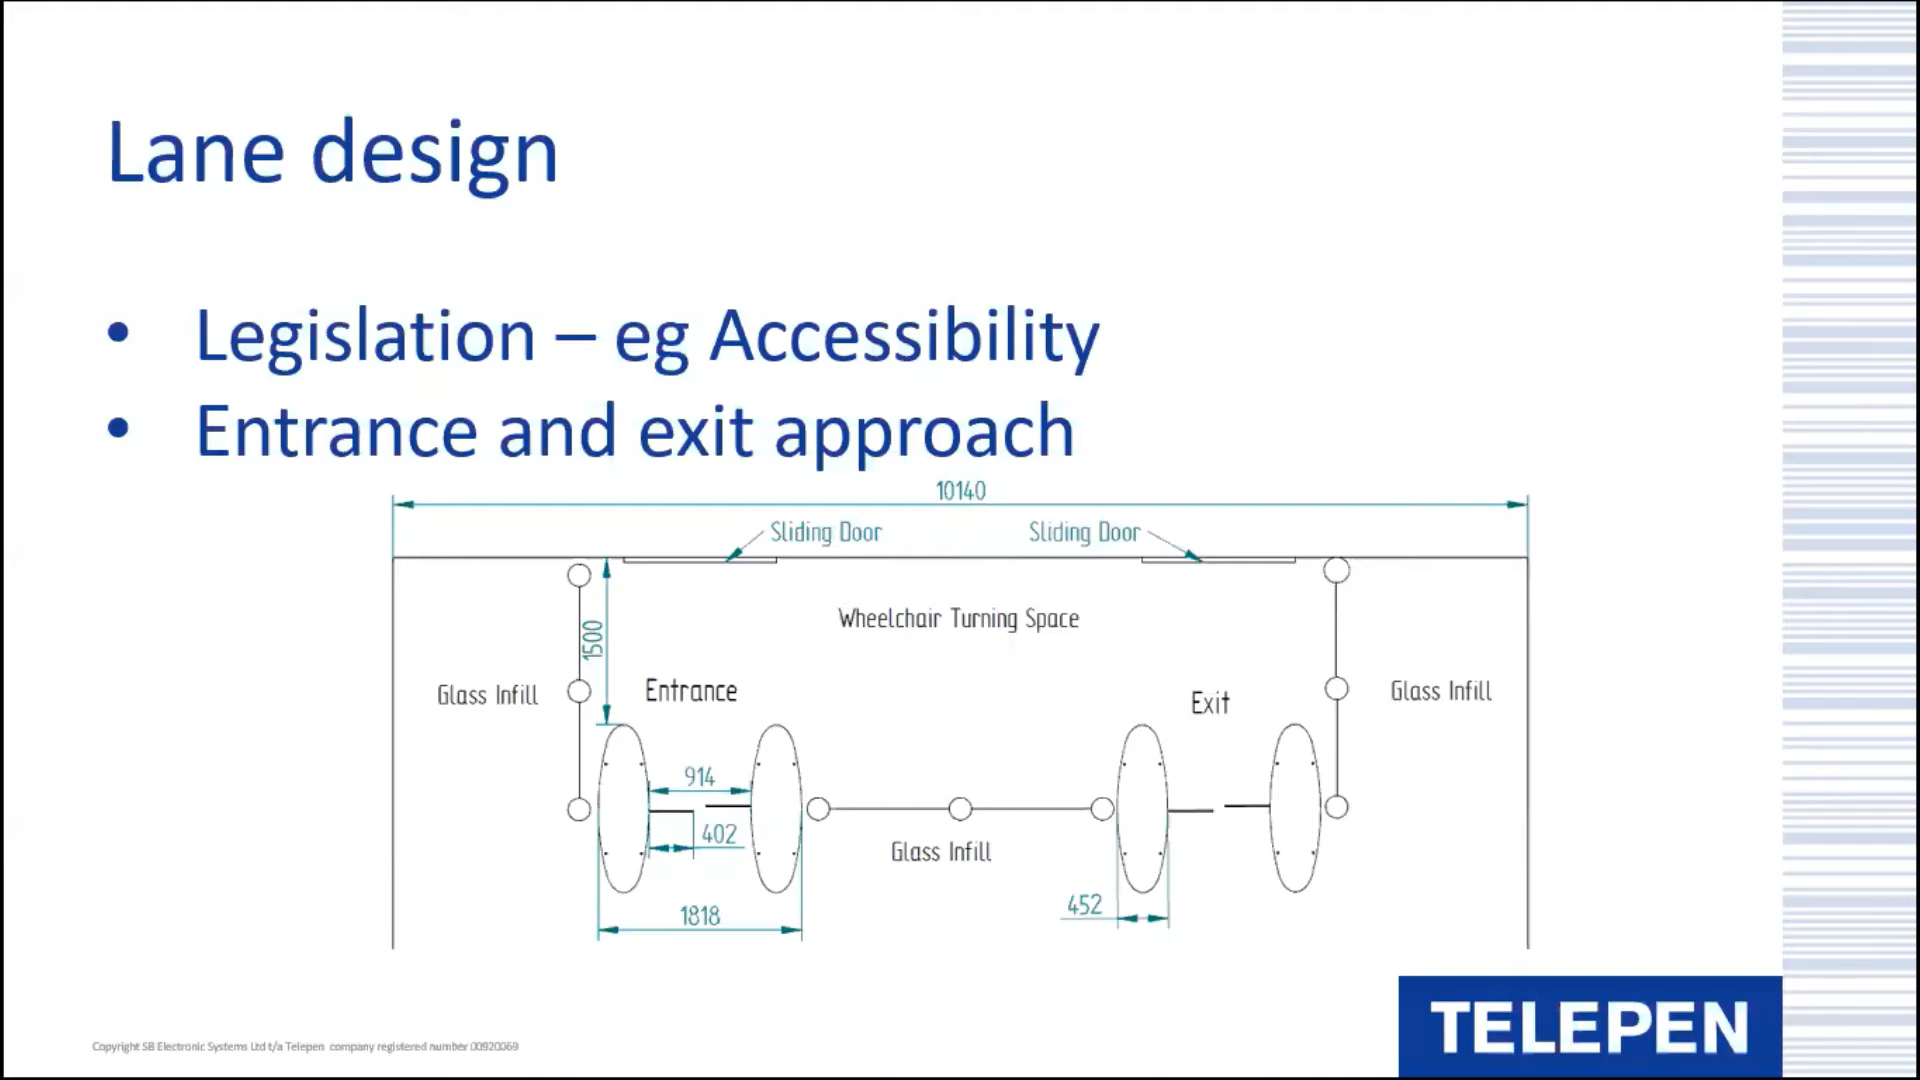 Lane design
• Legislation – eg Accessibility
• Entrance and exit approach
10140
Sliding Door
Sliding Door
Wheelchair Turning Space
1500
Glass Infill
Entrance
Exit
Glass Infill
914
402
Glass Infill
452
1818
TELEPEN
Copyright SB Electronic Systems Ltd t/a Telepen company registered number 00920069